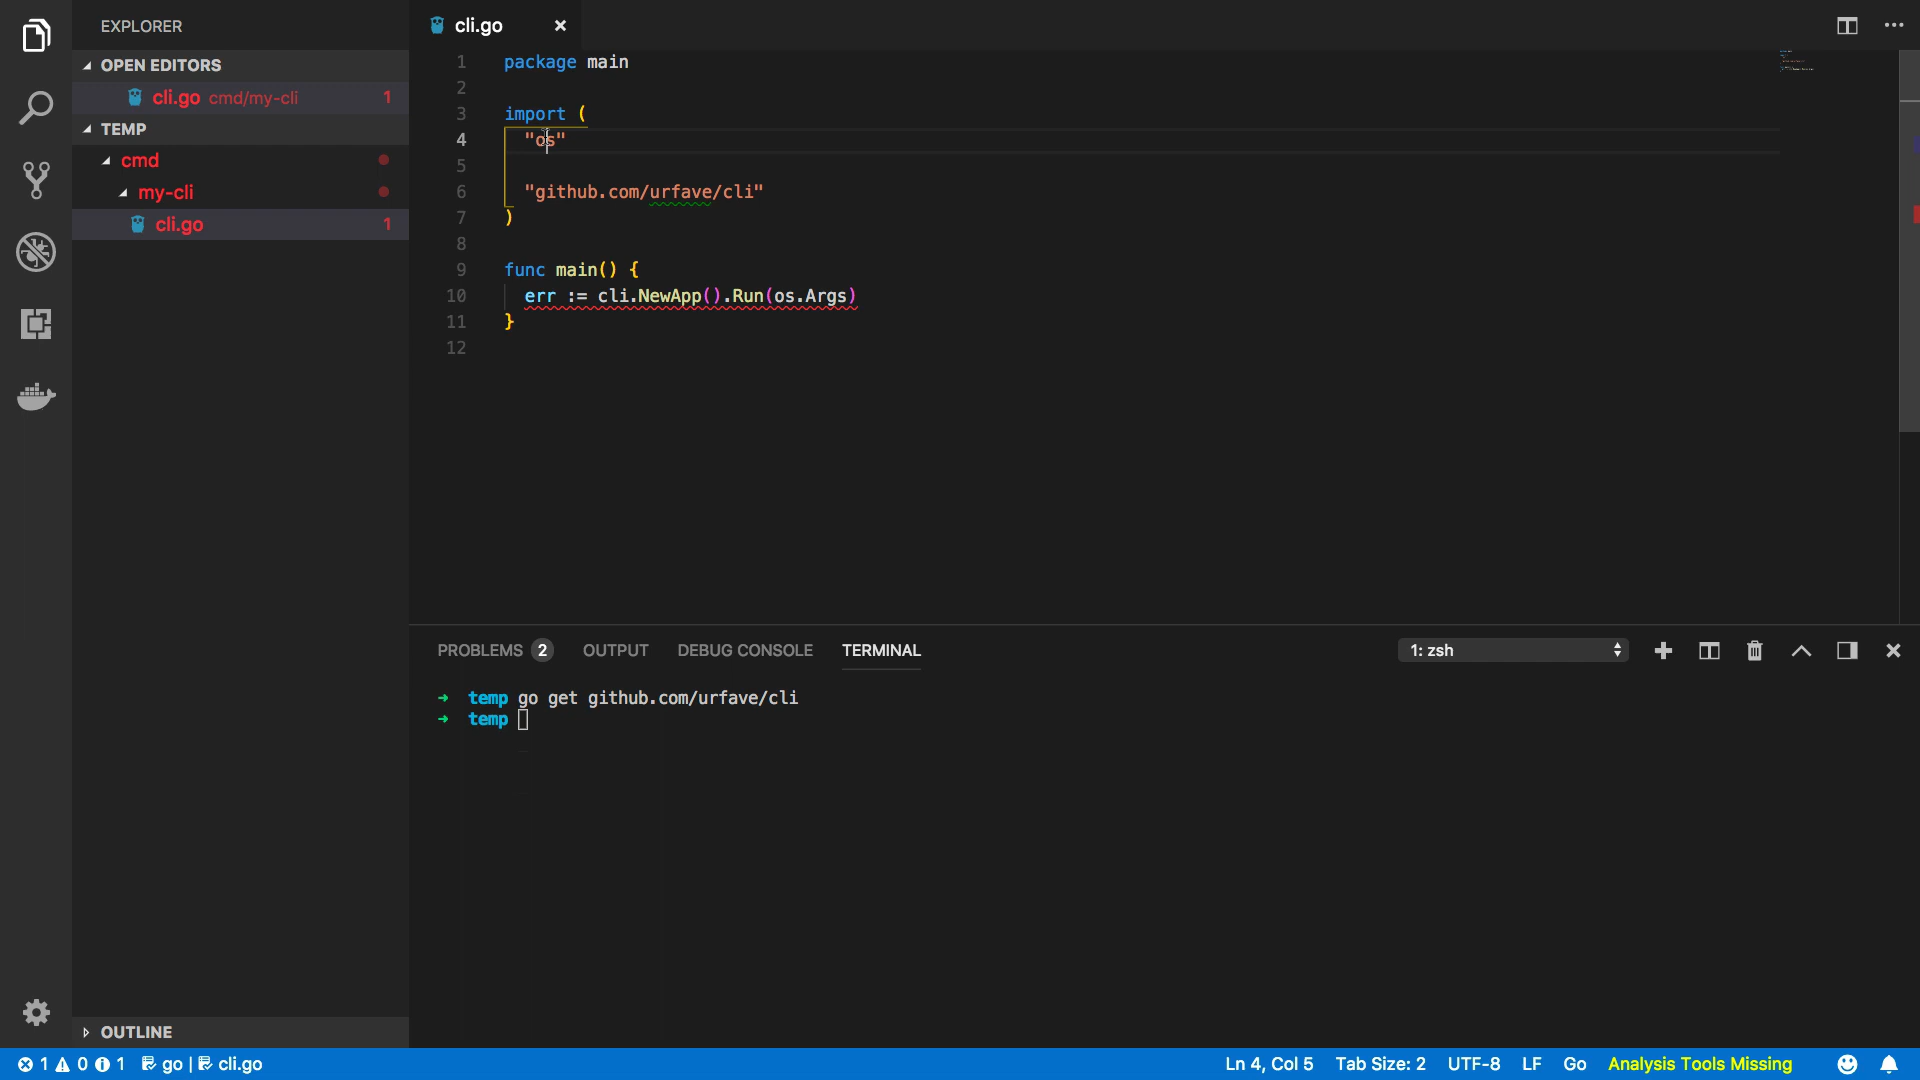 EXPLORER
OPEN EDITORS
cli.go cmd/my-cli 1
TEMP
cmd
my-cli
cli.go 1
OUTLINE
cli.go
1 package main
2
3 import (
4 "os"
5
6 "github.com/urfave/cli"
7 )
8
9 func main() {
10 err := cli.NewApp().Run(os.Args)
11 }
12
PROBLEMS 2 OUTPUT DEBUG CONSOLE TERMINAL 1: zsh
→ temp go get github.com/urfave/cli
→ temp
1 0 1 go | cli.go Ln 4, Col 5 Tab Size: 2 UTF-8 LF Go Analysis Tools Missing